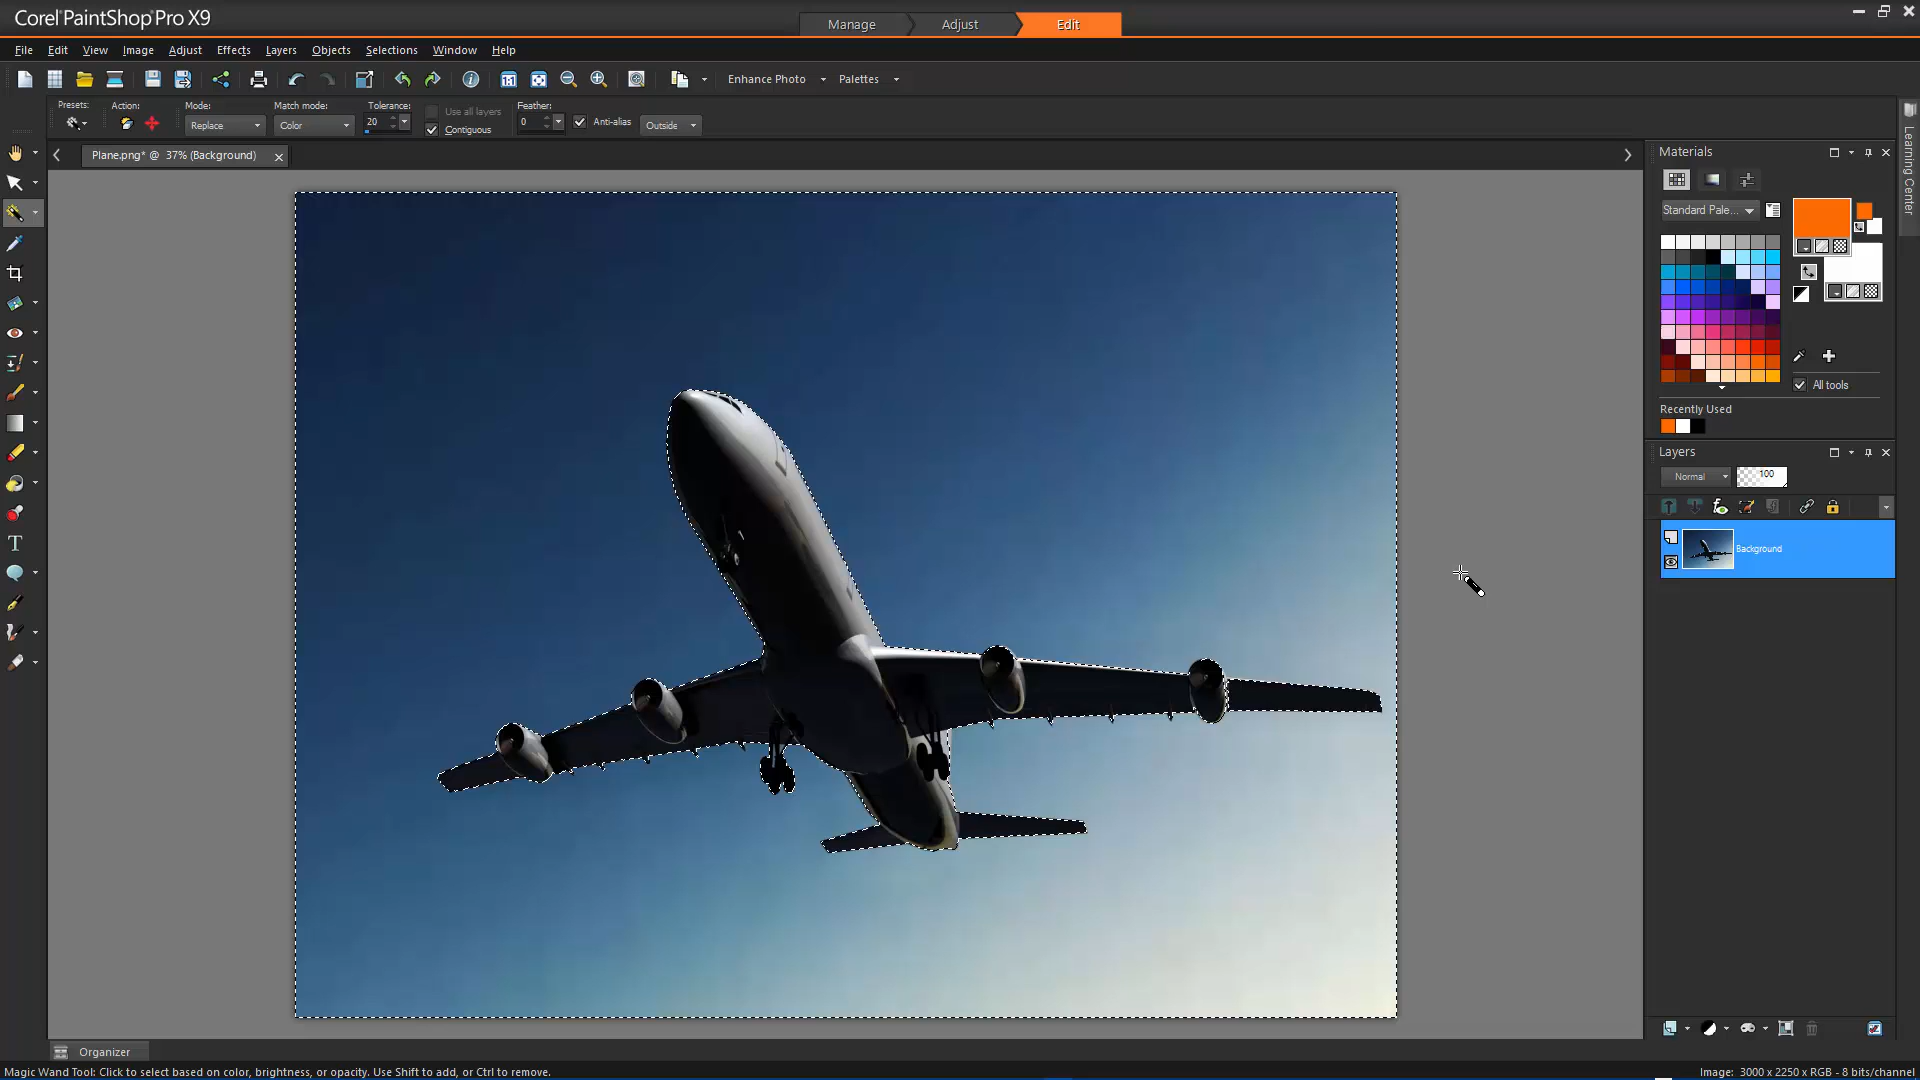 Corel PaintShop Pro X9
Manage Adjust Edit
File Edit View Image Adjust Effects Layers Objects Selections Window Help
1:1 Enhance Photo Palettes
Presets: Action: Mode: Match mode: Tolerance: Use all layers Feather:
Replace Color 20 Contiguous 0 Anti-alias Outside
Plane.png* @ 37% (Background)
Learning Center
Materials
Standard Pale...
All tools
Recently Used
Layers
Normal 100
Background
T
Organizer
Magic Wand Tool: Click to select based on color, brightness, or opacity. Use Shift to add, or Ctrl to remove.
Image: 3000 x 2250 x RGB - 8 bits/channel